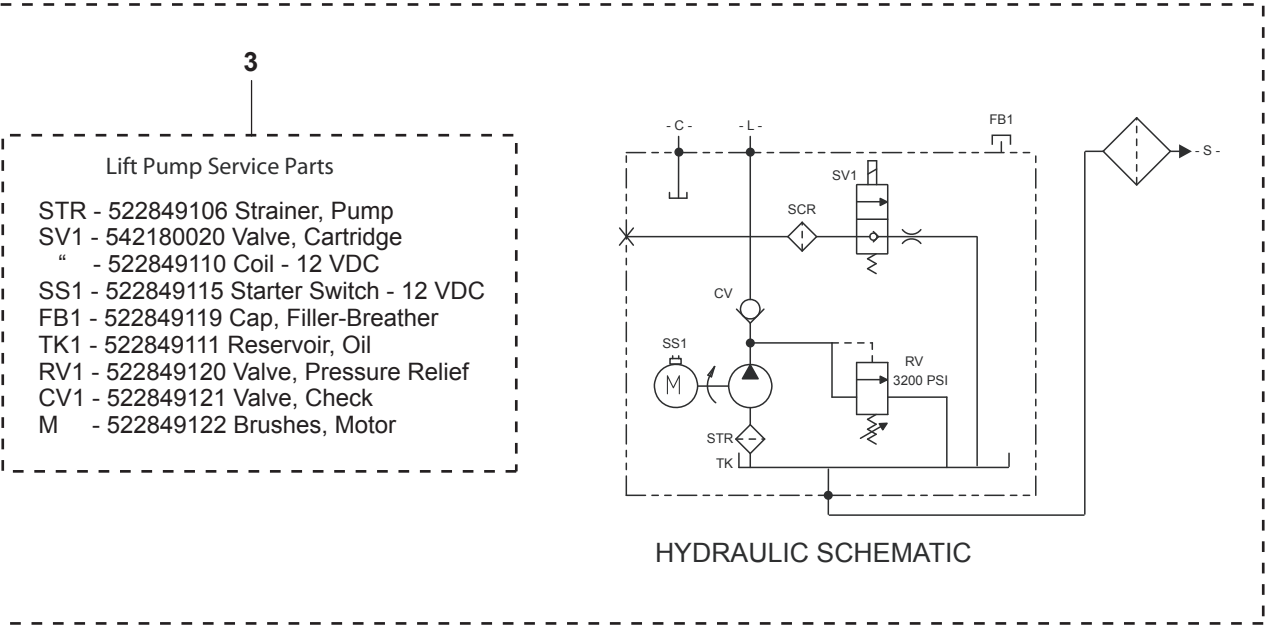 3
Lift Pump Service Parts
STR - 522849106 Strainer, Pump
SV1 - 542180020 Valve, Cartridge
“ - 522849110 Coil - 12 VDC
SS1 - 522849115 Starter Switch - 12 VDC
FB1 - 522849119 Cap, Filler-Breather
TK1 - 522849111 Reservoir, Oil
RV1 - 522849120 Valve, Pressure Relief
CV1 - 522849121 Valve, Check
M - 522849122 Brushes, Motor
- C -
- L -
FB1
- S -
SV1
SCR
CV
SS1
M
RV
3200 PSI
STR
TK
HYDRAULIC SCHEMATIC